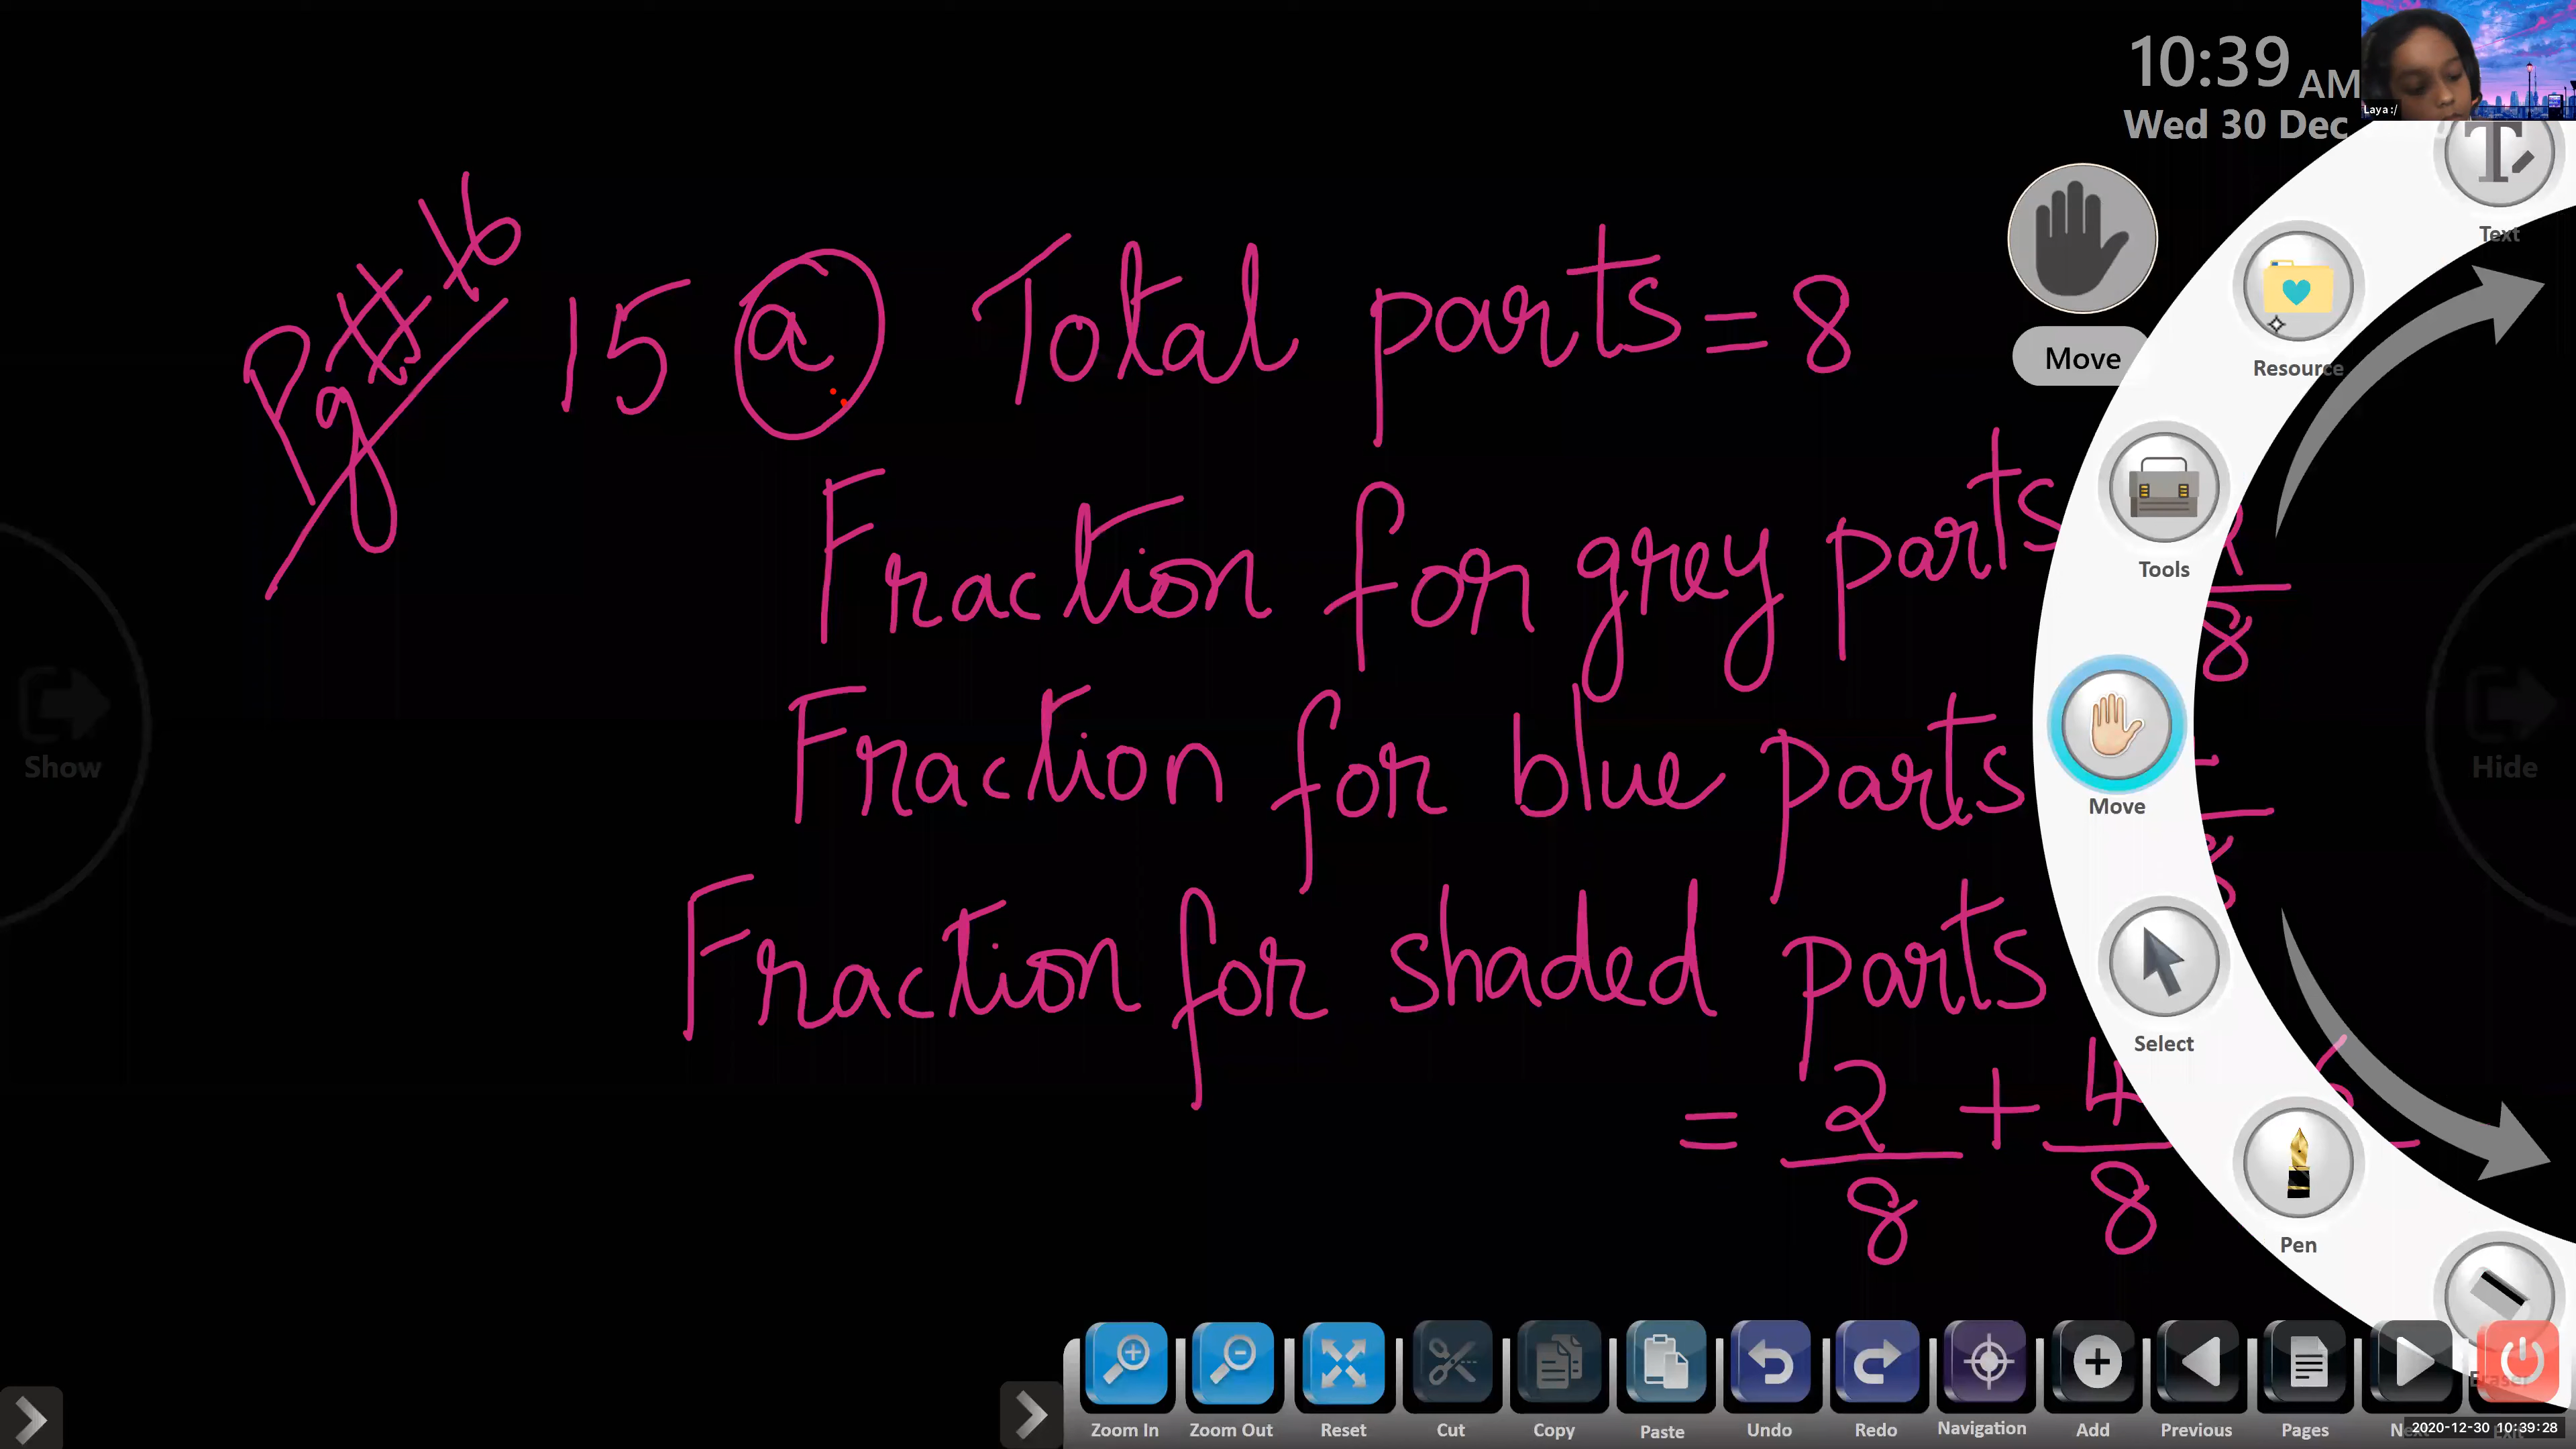 10:39 AM
Wed 30 Dec
Laya:/
Text
Pg# 16
15 a Total parts = 8
Move
Resource
Fraction for grey parts
8
Tools
Fraction for blue parts
Show
Move
Hide
Fraction for shaded parts
Select
= 2/8 + 4/8
Pen
Zoom In Zoom Out Reset Cut Copy Paste Undo Redo Navigation Add Previous Pages
2020-12-30 10:39:28